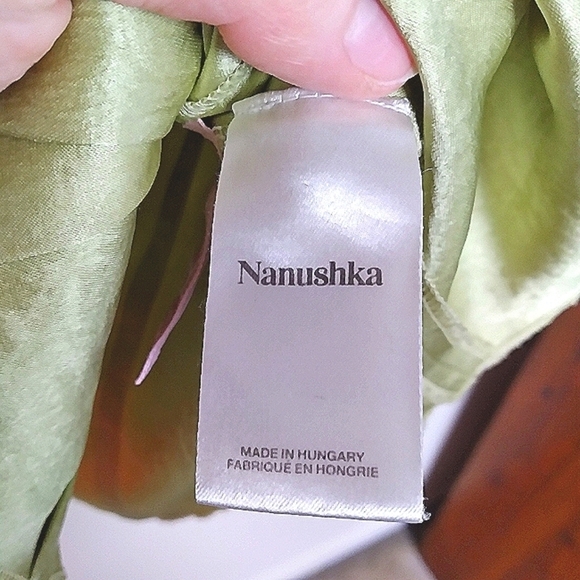 Nanushka
MADE IN HUNGARY
FABRIQUÉ EN HONGRIE